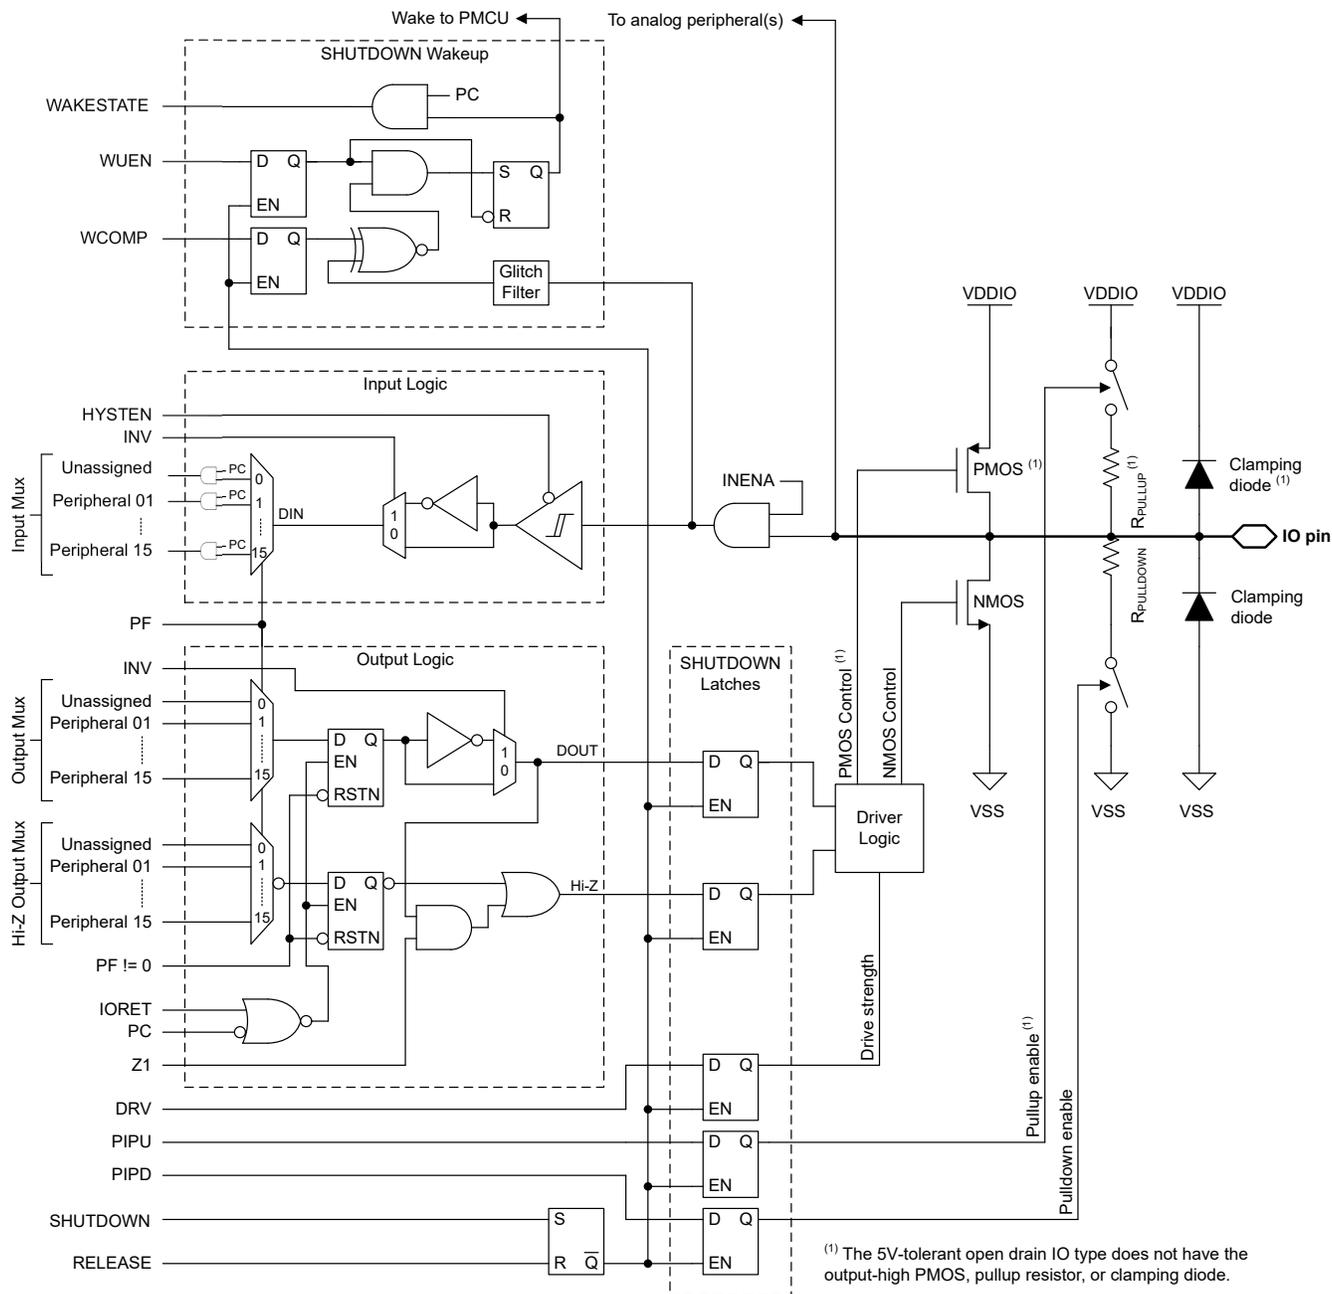 Wake to PMCU
To analog peripheral(s)
SHUTDOWN Wakeup
WAKESTATE
PC
WUEN
D Q
EN
S Q
R
WCOMP
D Q
EN
Glitch
Filter
VDDIO
VDDIO
VDDIO
Input Logic
HYSTEN
INV
Input Mux
Unassigned
PC
0
Peripheral 01
PC
1
Peripheral 15
PC
15
DIN
1
0
INENA
PMOS (1)
RPULLUP (1)
Clamping
diode (1)
IO pin
RPULLDOWN
NMOS
Clamping
diode
PF
Output Logic
INV
Output Mux
Unassigned
0
Peripheral 01
1
Peripheral 15
15
D Q
EN
RSTN
1
0
DOUT
SHUTDOWN
Latches
D Q
EN
PMOS Control (1)
NMOS Control
Driver
Logic
VSS
VSS
VSS
Hi-Z Output Mux
Unassigned
0
Peripheral 01
1
Peripheral 15
15
D Q
EN
RSTN
Hi-Z
D Q
EN
PF != 0
IORET
PC
Z1
Drive strength
D Q
EN
DRV
Pullup enable (1)
PIPU
D Q
EN
PIPD
Pulldown enable
SHUTDOWN
S
R Q
RELEASE
D Q
EN
(1) The 5V-tolerant open drain IO type does not have the
output-high PMOS, pullup resistor, or clamping diode.